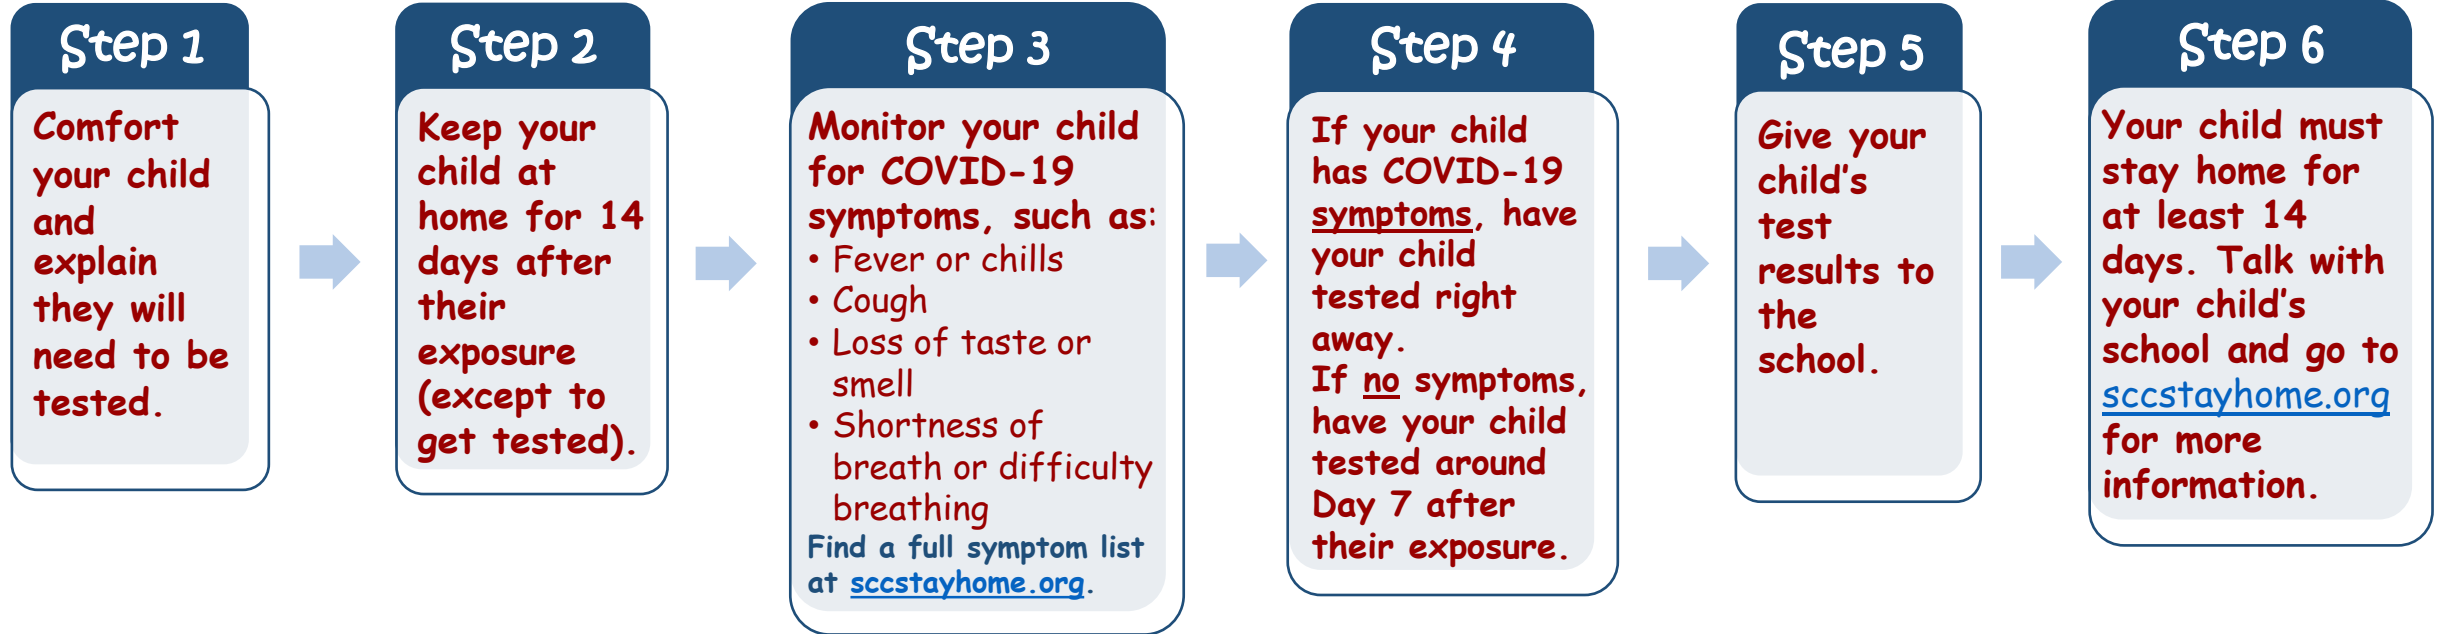 Step 1
Comfort
your child
and
explain
they will
need to be
tested.
Step 2
Keep your
child at
home for 14
days after
their
exposure
(except to
get tested).
Step 3
Monitor your child
for COVID-19
symptoms, such as:
• Fever or chills
• Cough
• Loss of taste or
smell
• Shortness of
breath or difficulty
breathing
Find a full symptom list
at sccstayhome.org.
Step 4
If your child
has COVID-19
symptoms, have
your child
tested right
away.
If no symptoms,
have your child
tested around
Day 7 after
their exposure.
Step 5
Give your
child's
test
results to
the
school.
Step 6
Your child must
stay home for
at least 14
days. Talk with
your child's
school and go to
sccstayhome.org
for more
information.